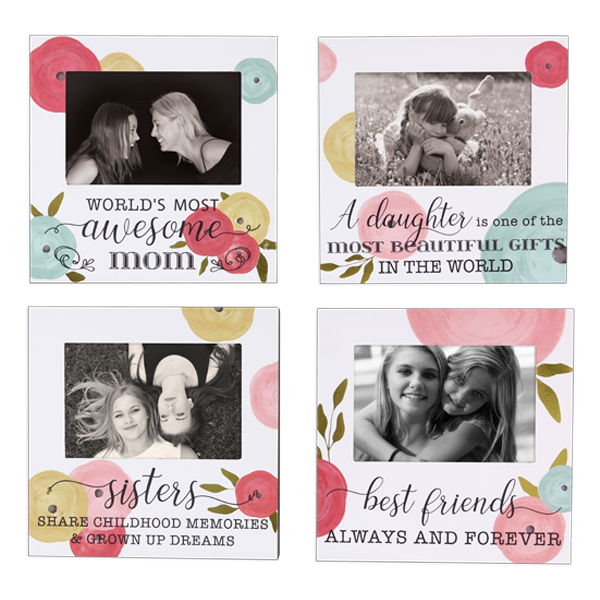 WORLD'S MOST
awesome
MOM
A daughter is one of the
MOST BEAUTIFUL GIFTS
IN THE WORLD
sisters
SHARE CHILDHOOD MEMORIES
& GROWN UP DREAMS
best friends
ALWAYS AND FOREVER